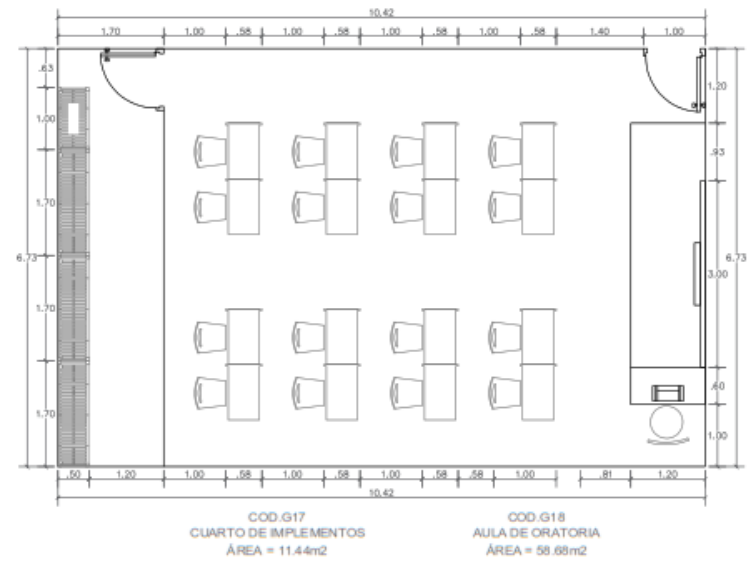 10.42
1.70 1.00 .58 1.00 .58 1.00 .58 1.00 .58 1.40 1.00
.63
1.20
1.00
.93
1.70
6.73
6.73
3.00
1.70
.60
1.70
1.00
.50 1.20 1.00 .58 1.00 .58 1.00 .58 .58 1.00 .81 1.20
10.42
COD.G17
CUARTO DE IMPLEMENTOS
ÁREA = 11.44m2
COD.G18
AULA DE ORATORIA
ÁREA = 58.68m2